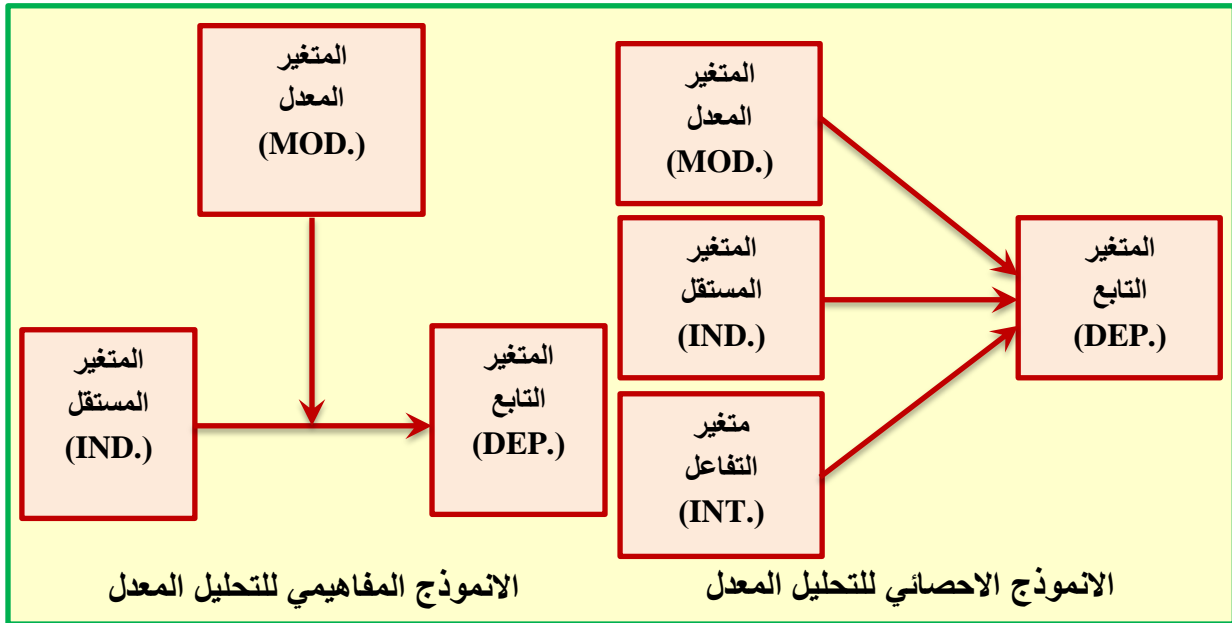 المتغير
المعدل
(MOD.)
المتغير
المستقل
(IND.)
المتغير
التابع
(DEP.)
الانموذج المفاهيمي للتحليل المعدل
المتغير
المعدل
(MOD.)
المتغير
المستقل
(IND.)
متغير
التفاعل
(INT.)
المتغير
التابع
(DEP.)
الانموذج الاحصائي للتحليل المعدل